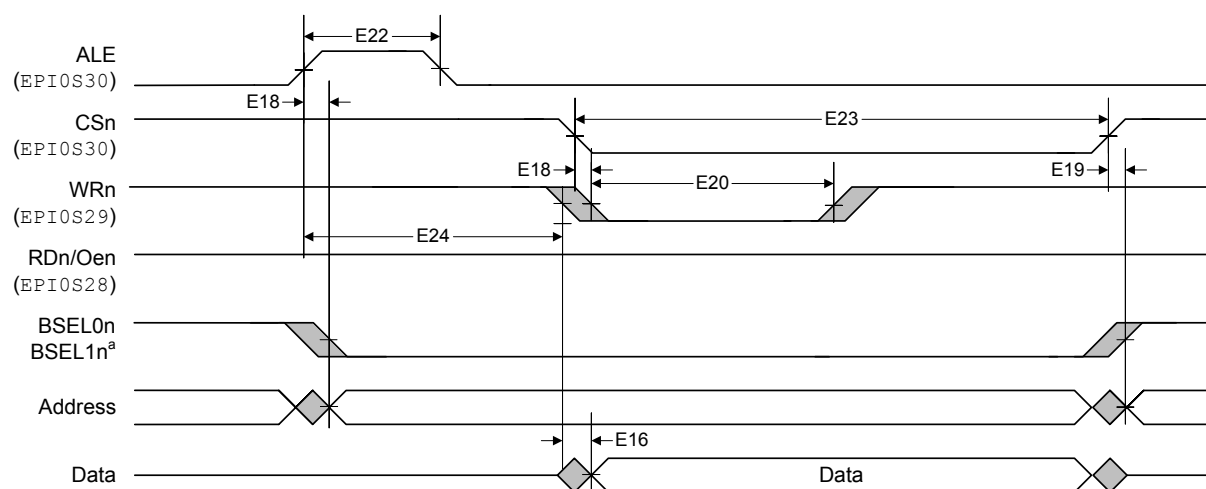 E22
ALE
(EPI0S30)
E18
CSn
(EPI0S30)
E23
E18
E19
WRn
(EPI0S29)
E20
E24
RDn/Oen
(EPI0S28)
BSEL0n
BSEL1nᵃ
Address
E16
Data
Data